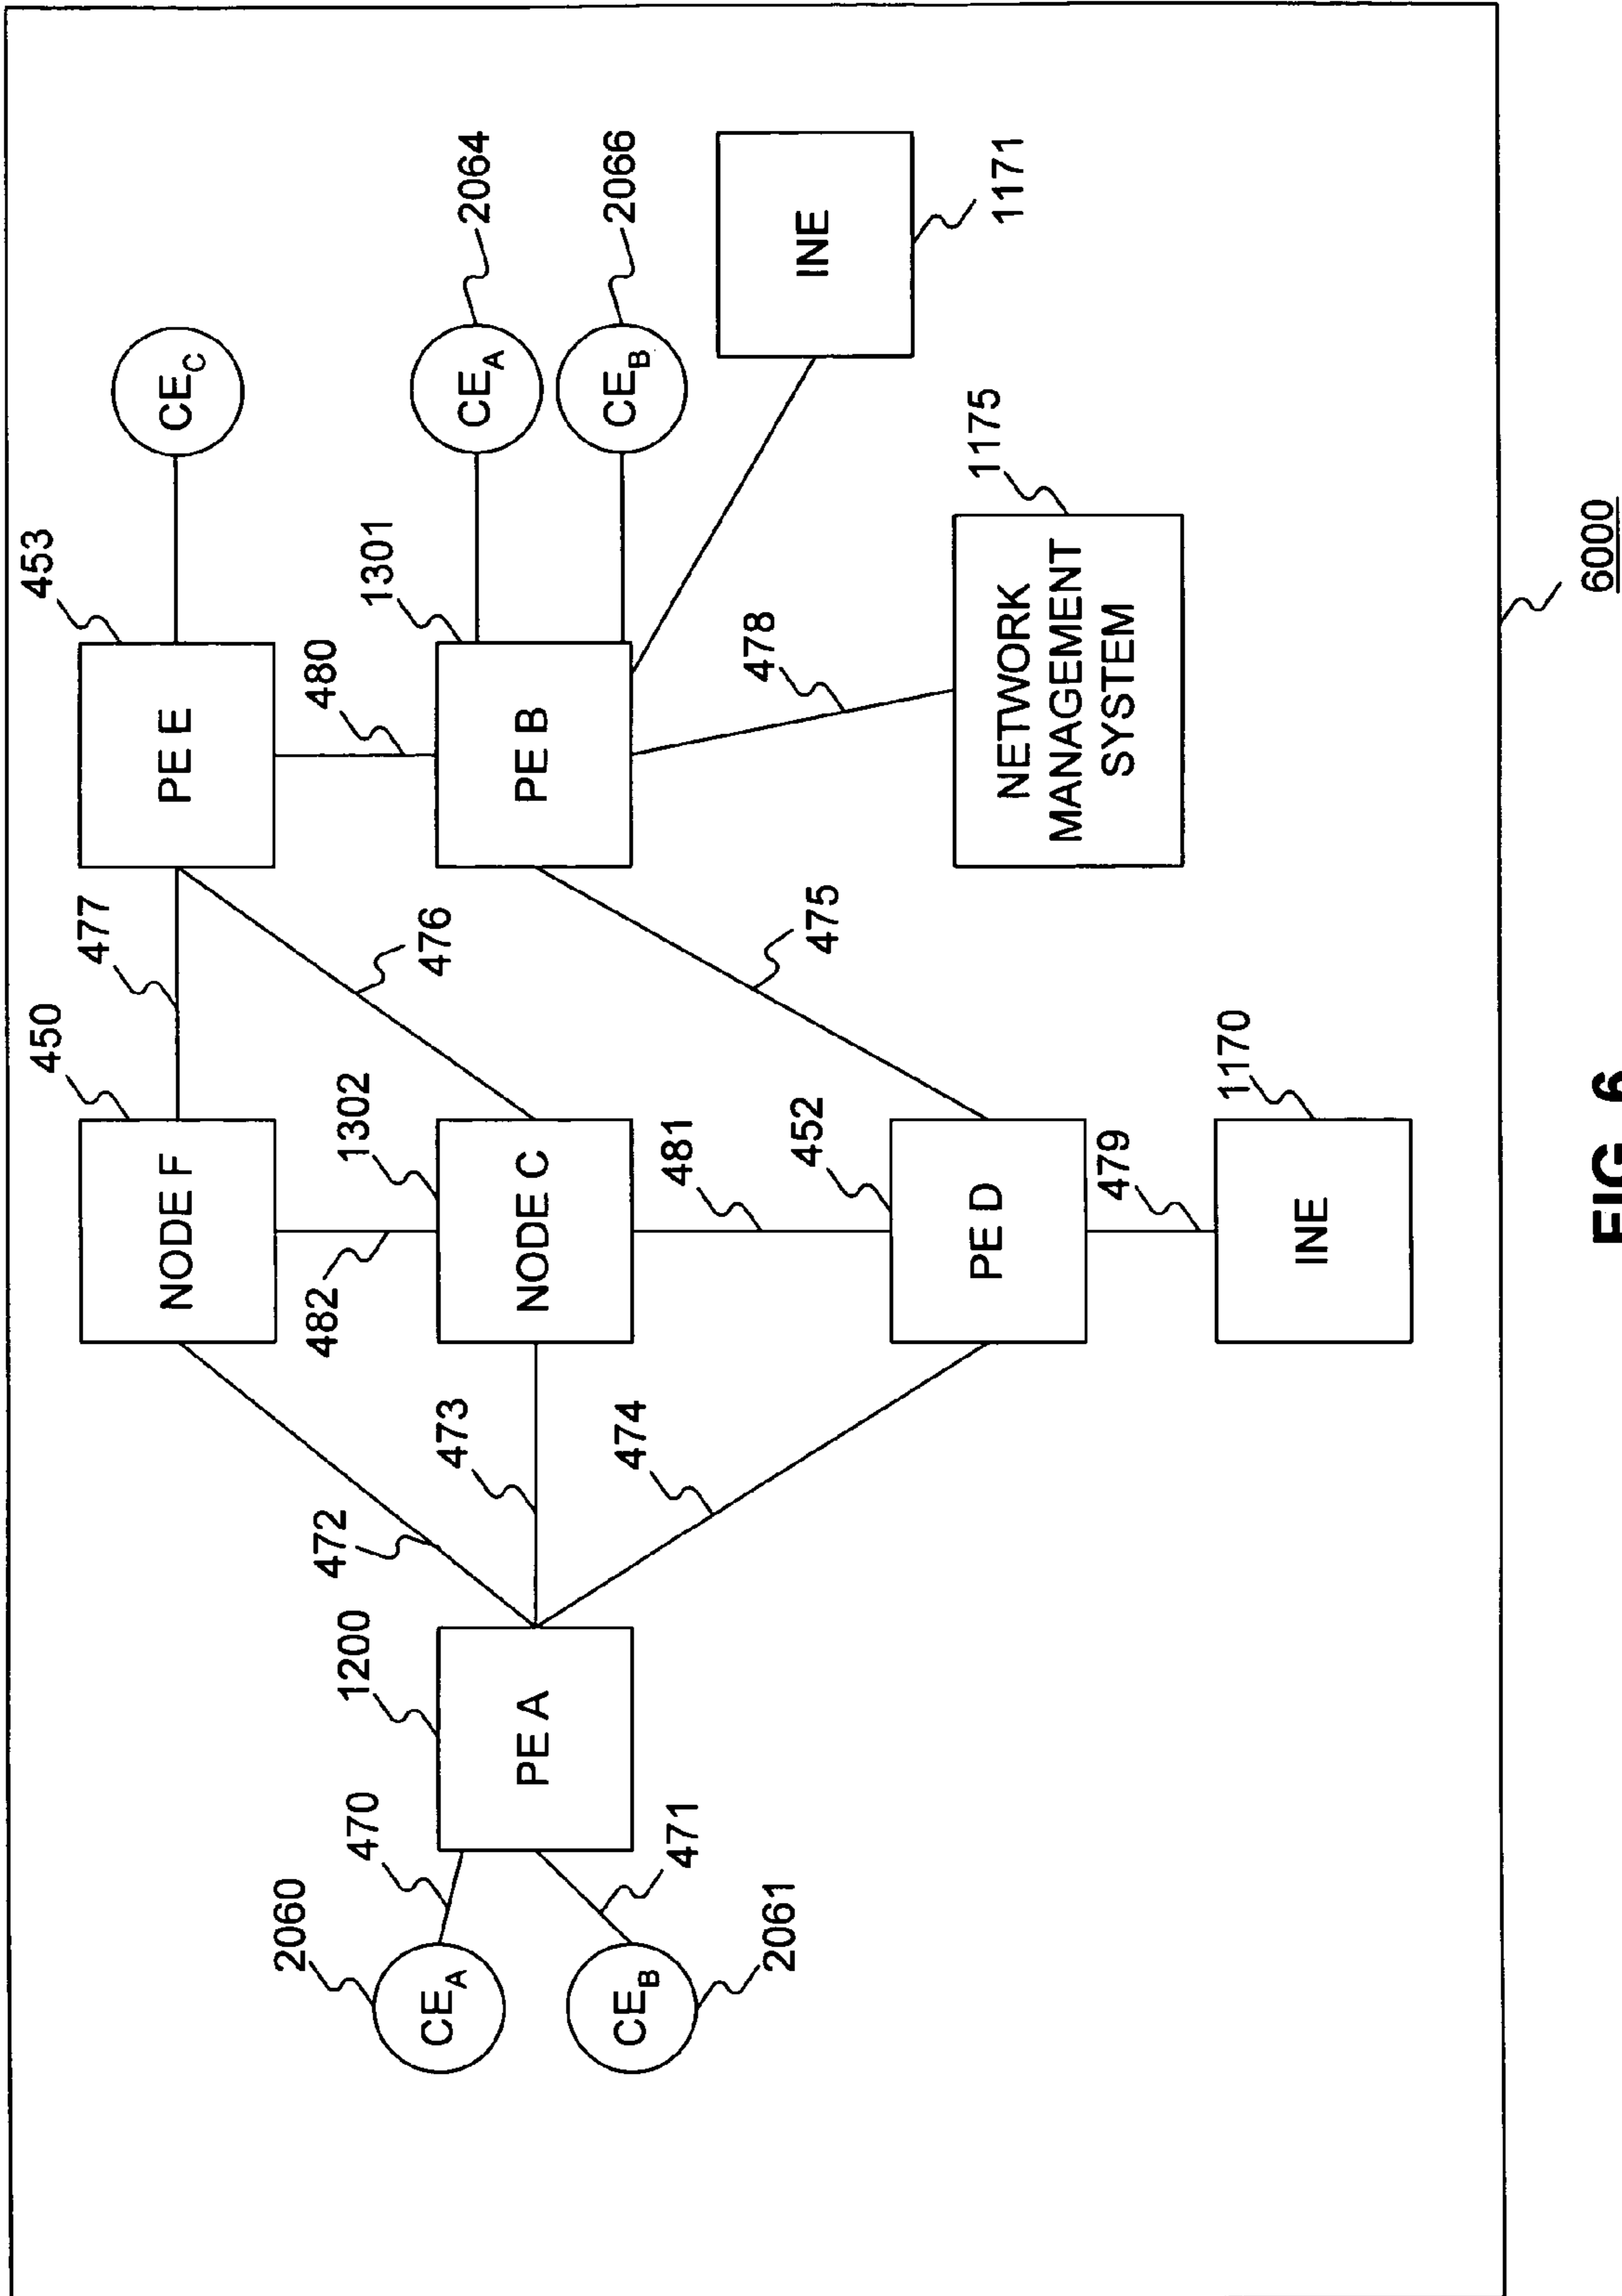 450
453
477
NODE F
PE E
CE_C
2060
472
482
480
1200
1302
1301
470
CE_A
473
476
CE_A
2064
PE A
NODE C
PE B
CE_B
471
474
481
CE_B
2066
2061
452
475
478
INE
PE D
1175
1171
NETWORK
MANAGEMENT
SYSTEM
479
1170
INE
6000
FIG. 6